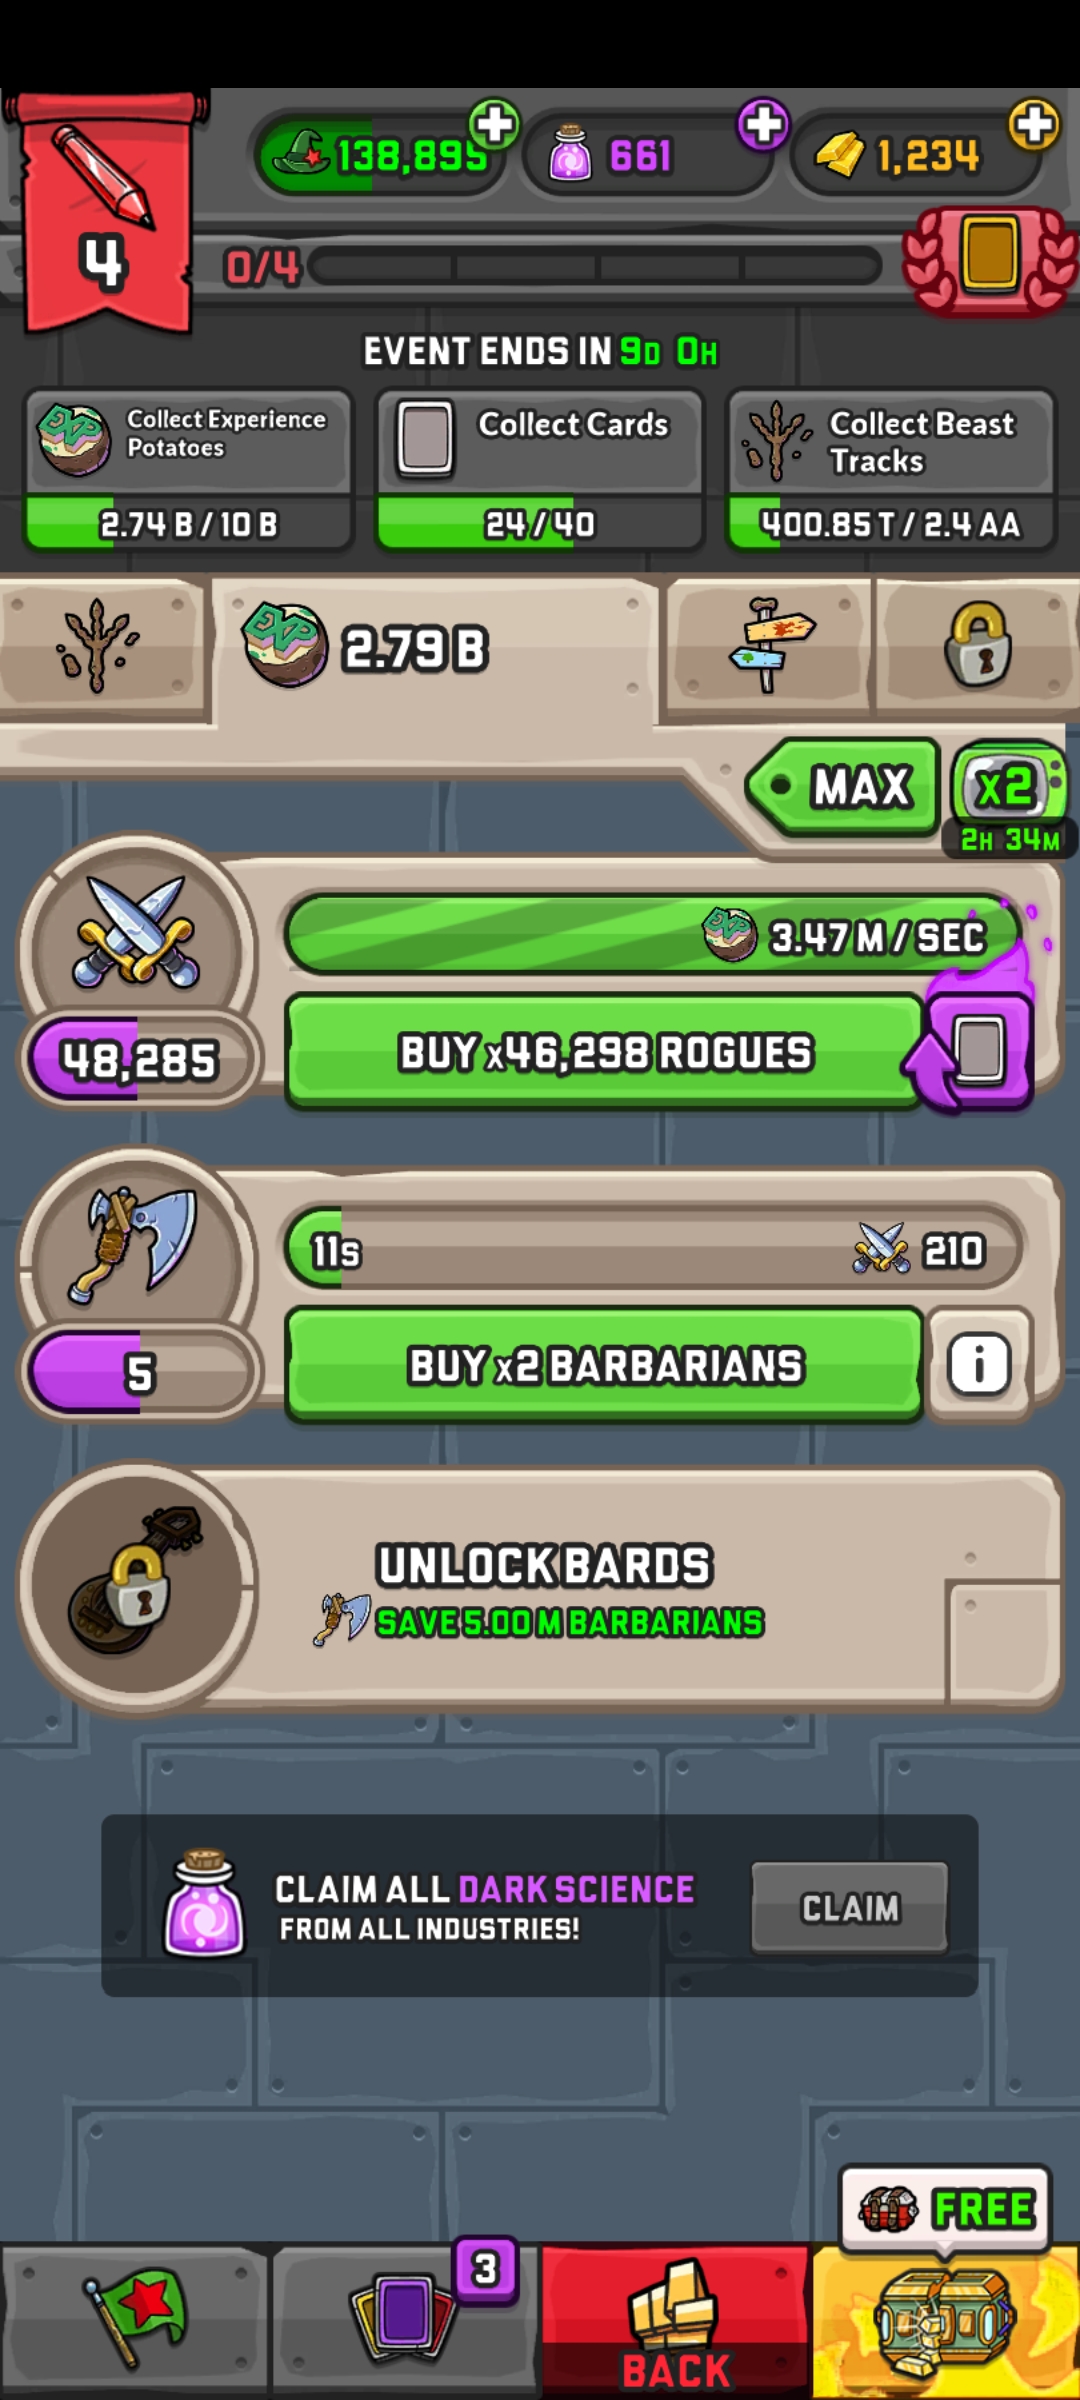 138,895
661
1,234
4
0/4
EVENT ENDS IN 9D 0H
EXP
Collect Experience
Potatoes
2.74 B / 10 B
Collect Cards
24 / 40
Collect Beast
Tracks
400.85 T / 2.4 AA
EXP
2.79 B
MAX
x2
2H 34M
EXP
3.47 M / SEC
48,285
BUY x46,298 ROGUES
11s
210
5
BUY x2 BARBARIANS
i
UNLOCK BARDS
SAVE 5.00 M BARBARIANS
CLAIM ALL DARK SCIENCE
FROM ALL INDUSTRIES!
CLAIM
FREE
3
BACK